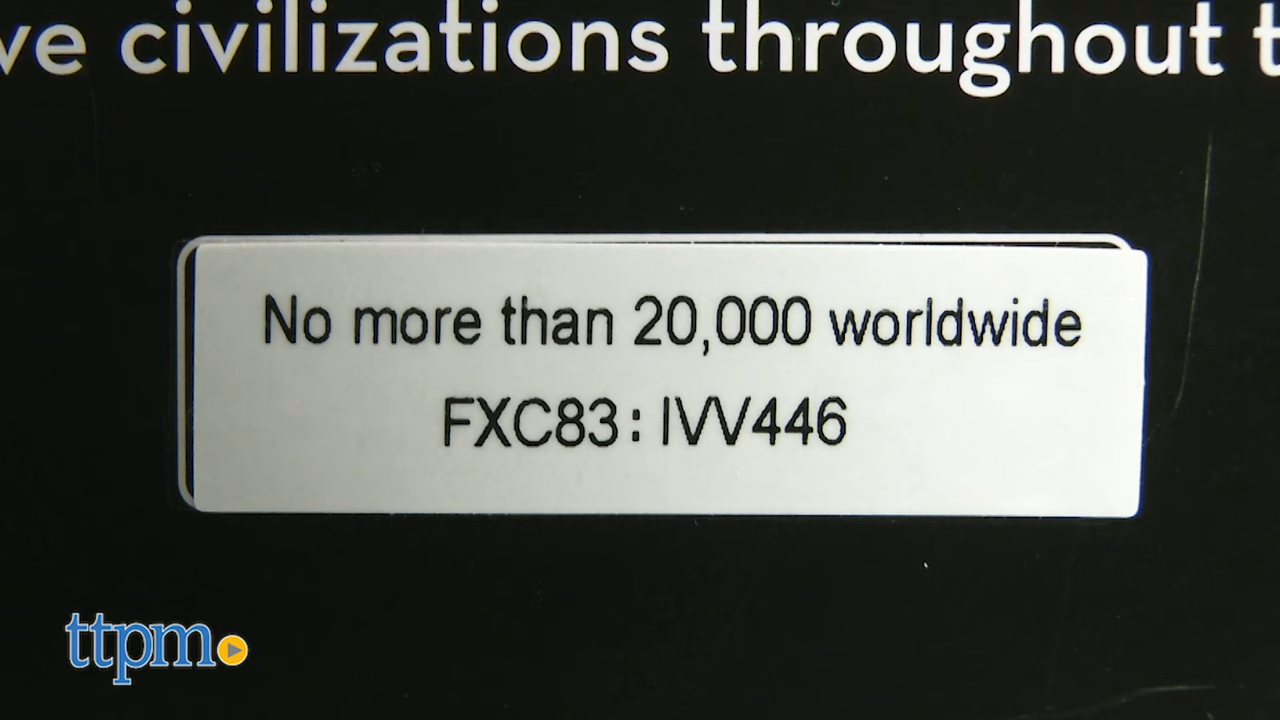 ve civilizations throughout t
No more than 20,000 worldwide
FXC83: IVV446
ttpm